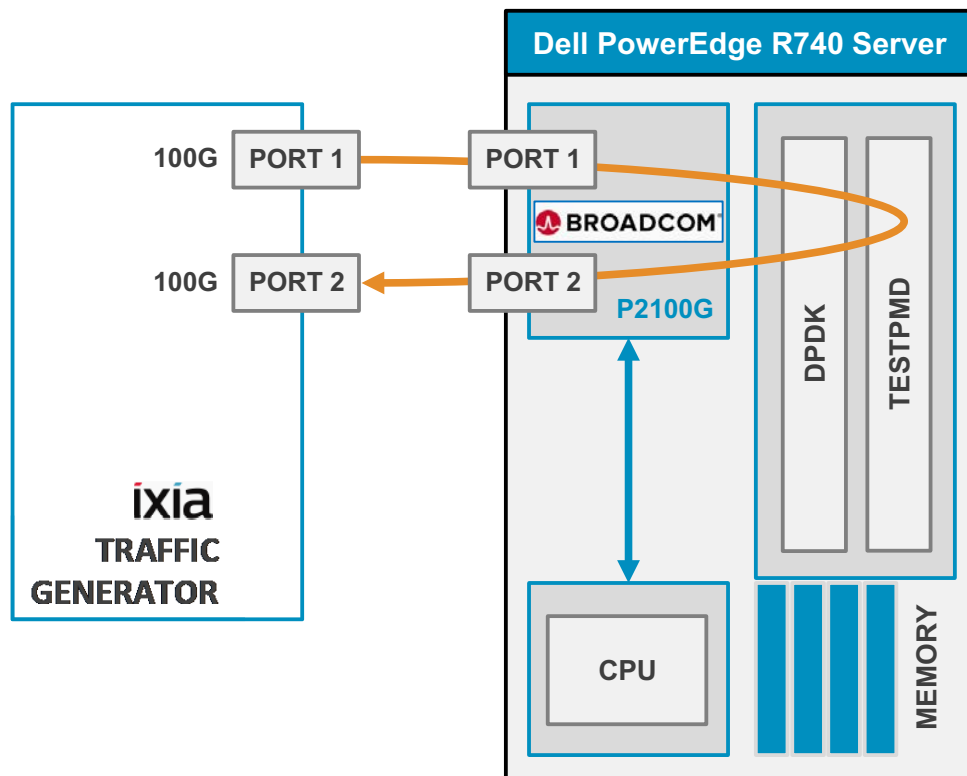 Dell PowerEdge R740 Server
100G
PORT 1
PORT 1
BROADCOM®
100G
PORT 2
PORT 2
P2100G
DPDK
TESTPMD
ixia
TRAFFIC
GENERATOR
CPU
MEMORY